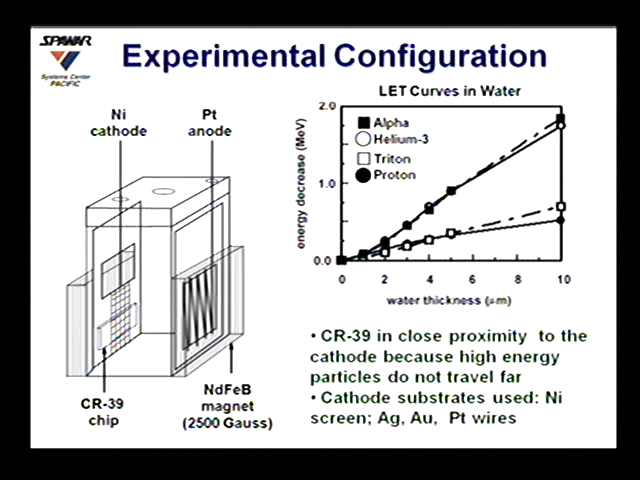 SPAWAR
Systems Center
PACIFIC
Experimental Configuration
Ni
cathode
Pt
anode
CR-39
chip
NdFeB
magnet
(2500 Gauss)
LET Curves in Water
energy decrease (MeV)
2.0
1.0
0.0
Alpha
Helium-3
Triton
Proton
0
2
4
6
8
10
water thickness (μm)
• CR-39 in close proximity to the
cathode because high energy
particles do not travel far
• Cathode substrates used: Ni
screen; Ag, Au, Pt wires